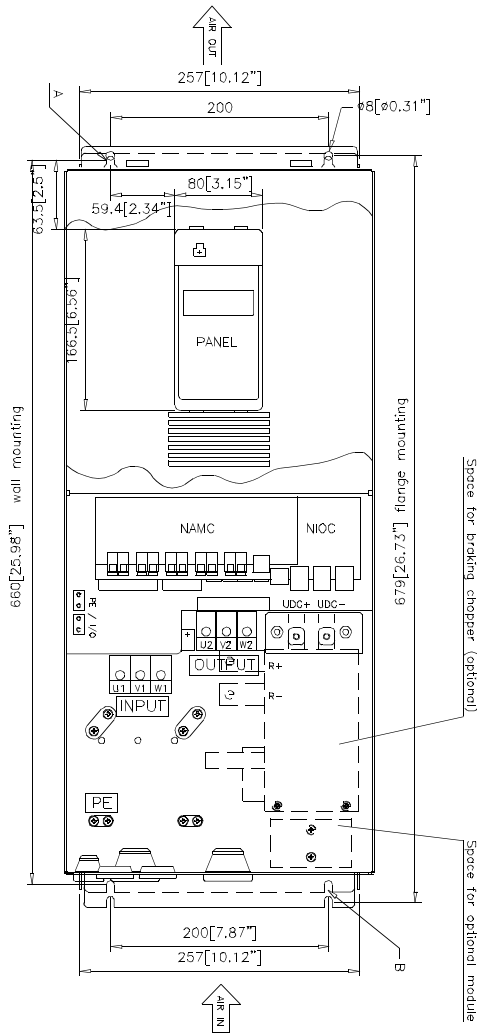 AIR OUT
257[10.12"]
200
ø8[ø0.31"]
A
80[3.15"]
63.5[2.5"]
59.4[2.34"]
166.5[6.56"]
PANEL
660[25.98"] wall mounting
679[26.73"] flange mounting
Space for braking chopper (optional)
NAMC
NIOC
PE / I/O
UDC+ UDC-
+
U2 V2 W2
OUTPUT
R+
R-
U1 V1 W1
INPUT
PE
Space for optional module
200[7.87"]
257[10.12"]
B
AIR IN